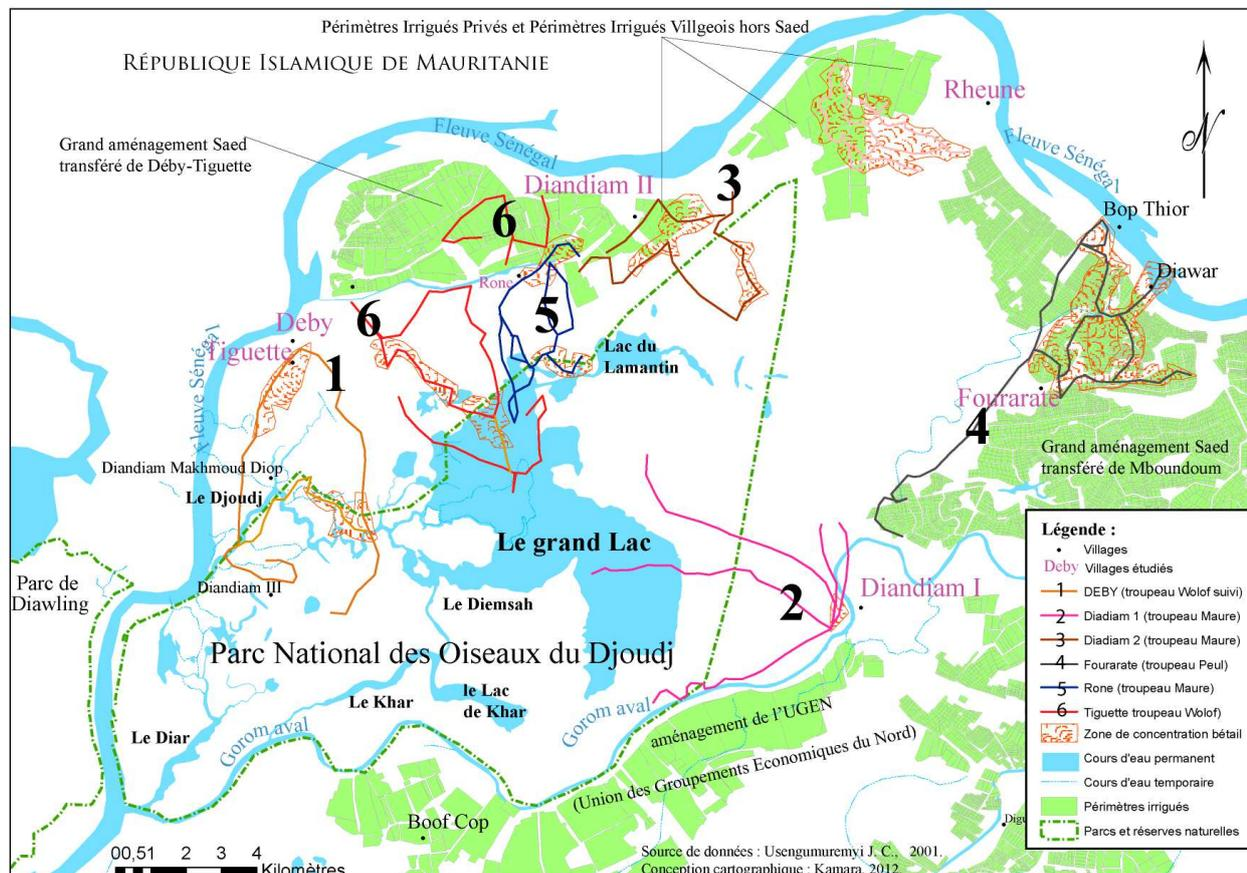 Périmètres Irrigués Privés et Périmètres Irrigués Villgeois hors Saed
RÉPUBLIQUE ISLAMIQUE DE MAURITANIE
Rheune
Fleuve Sénégal
Grand aménagement Saed
transféré de Déby-Tiguette
Fleuve Sénégal
N
Diandiam II
3
6
Bop Thior
Diawar
Rone
5
6
Deby
Tiguette
1
Fleuve Sénégal
Lac du
Lamantin
Fourarate
4
Grand aménagement Saed
transféré de Mboundoum
Diandiam Makhmoud Diop
Le Djoudj
Le grand Lac
Parc de
Diawling
Diandiam III
Le Diemsah
2
Diandiam I
Parc National des Oiseaux du Djoudj
Le Khar
le Lac
de Khar
Gorom aval
Gorom aval
Le Diar
aménagement de l'UGEN
(Union des Groupements Economiques du Nord)
Boof Cop
Légende :
Villages
Deby Villages étudiés
1 DEBY (troupeau Wolof suivi)
2 Diadiam 1 (troupeau Maure)
3 Diadiam 2 (troupeau Maure)
4 Fourarate (troupeau Peul)
5 Rone (troupeau Maure)
6 Tiguette troupeau Wolof)
Zone de concentration bétail
Cours d'eau permanent
Cours d'eau temporaire
Périmètres irrigués
Parcs et réserves naturelles
00,51 2 3 4
Kilomètres
Source de données : Usengumuremyi J. C., 2001.
Conception cartographique : Kamara, 2012